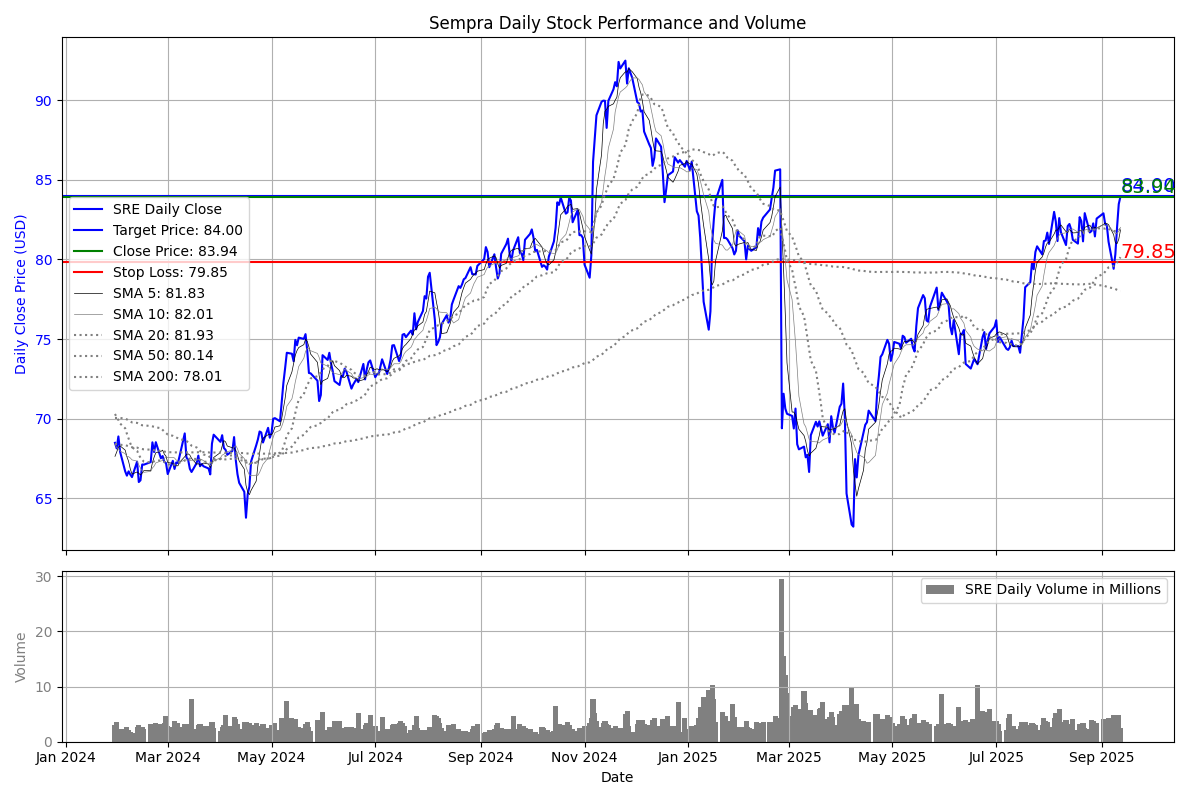 Sempra Daily Stock Performance and Volume
Daily Close Price (USD)
90
85
80
75
70
65
84.00
83.94
79.85
SRE Daily Close
Target Price: 84.00
Close Price: 83.94
Stop Loss: 79.85
SMA 5: 81.83
SMA 10: 82.01
SMA 20: 81.93
SMA 50: 80.14
SMA 200: 78.01
Volume
30
20
10
0
SRE Daily Volume in Millions
Jan 2024 Mar 2024 May 2024 Jul 2024 Sep 2024 Nov 2024 Jan 2025 Mar 2025 May 2025 Jul 2025 Sep 2025
Date